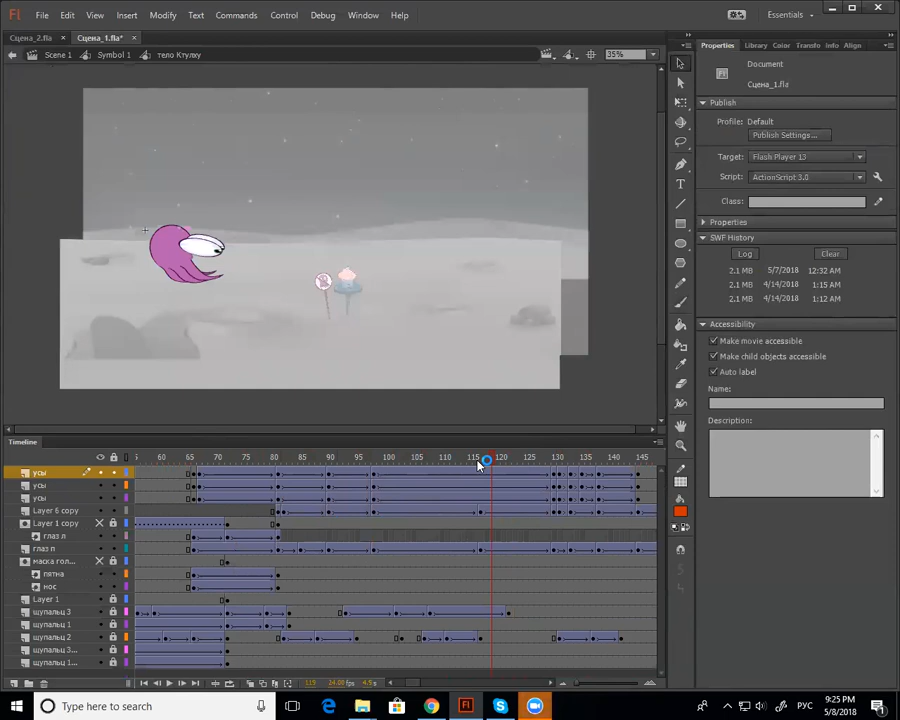 Fl File Edit View Insert Modify Text Commands Control Debug Window Help Essentials
Сцена_2.fla × Сцена_1.fla* ×
Scene 1 Symbol 1 тело Ктулку 35%
Properties Library Color Transform Info Align
Document
Сцена_1.fla
Publish
Profile: Default
Publish Settings...
Target: Flash Player 13
Script: ActionScript 3.0
Class:
Properties
SWF History
Log Clear
2.1 MB 5/7/2018 12:32 AM
2.1 MB 4/14/2018 1:15 AM
2.1 MB 4/14/2018 1:12 AM
Accessibility
Make movie accessible
Make child objects accessible
Auto label
Name:
Description:
Timeline
65 70 75 80 85 90 95 100 105 110 115 120 125 130 135 140 145
усы
усы
усы
Layer 6 copy
Layer 1 copy
глаз л
глаз п
маска гол...
пятна
нос
Layer 1
щупальц 3
щупальц 1
щупальц 2
щупальц 3...
щупальц 1...
115 24.00 fps 4.5 s
Type here to search
РУС
9:25 PM
5/8/2018